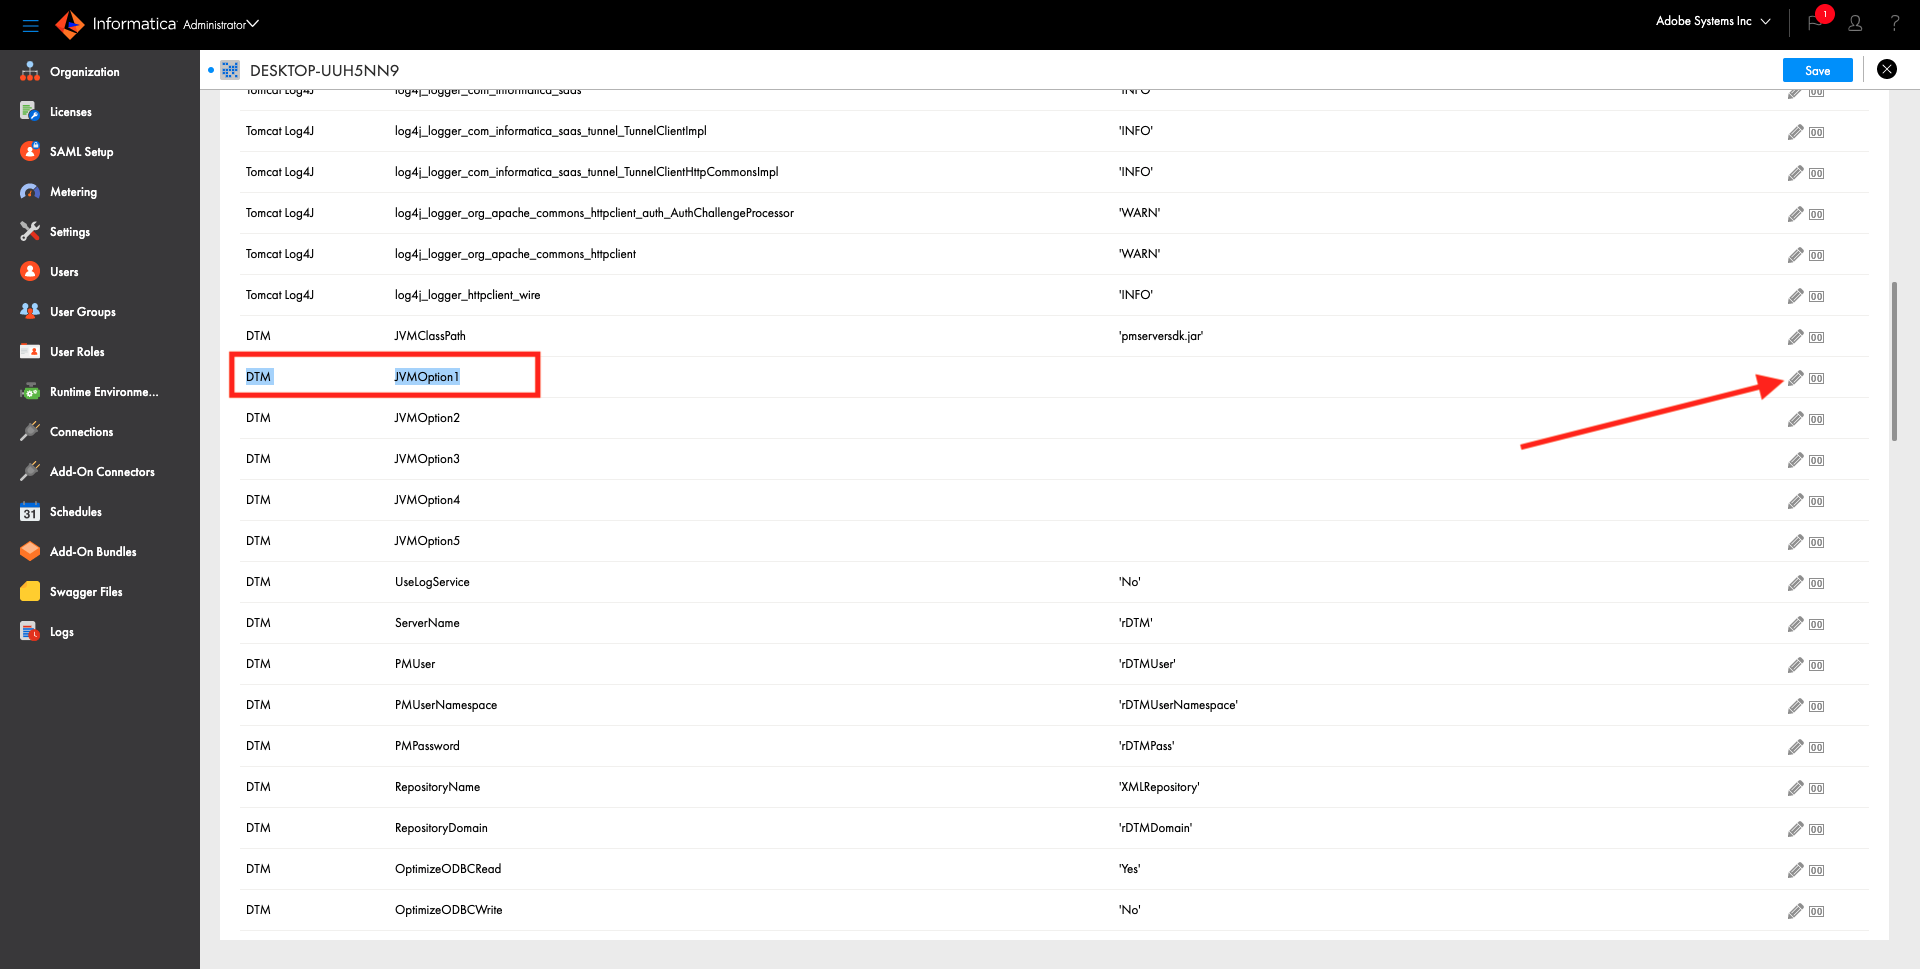 Informatica Administrator
Adobe Systems Inc
1
?
Organization
Licenses
SAML Setup
Metering
Settings
Users
User Groups
User Roles
Runtime Environme...
Connections
Add-On Connectors
31
Schedules
Add-On Bundles
Swagger Files
Logs
DESKTOP-UUH5NN9
Save
Tomcat Log4J log4j_logger_com_informatica_saas 'INFO'
Tomcat Log4J log4j_logger_com_informatica_saas_tunnel_TunnelClientImpl 'INFO'
Tomcat Log4J log4j_logger_com_informatica_saas_tunnel_TunnelClientHttpCommonsImpl 'INFO'
Tomcat Log4J log4j_logger_org_apache_commons_httpclient_auth_AuthChallengeProcessor 'WARN'
Tomcat Log4J log4j_logger_org_apache_commons_httpclient 'WARN'
Tomcat Log4J log4j_logger_httpclient_wire 'INFO'
DTM JVMClassPath 'pmserversdk.jar'
DTM JVMOption1
DTM JVMOption2
DTM JVMOption3
DTM JVMOption4
DTM JVMOption5
DTM UseLogService 'No'
DTM ServerName 'rDTM'
DTM PMUser 'rDTMUser'
DTM PMUserNamespace 'rDTMUserNamespace'
DTM PMPassword 'rDTMPass'
DTM RepositoryName 'XMLRepository'
DTM RepositoryDomain 'rDTMDomain'
DTM OptimizeODBCRead 'Yes'
DTM OptimizeODBCWrite 'No'